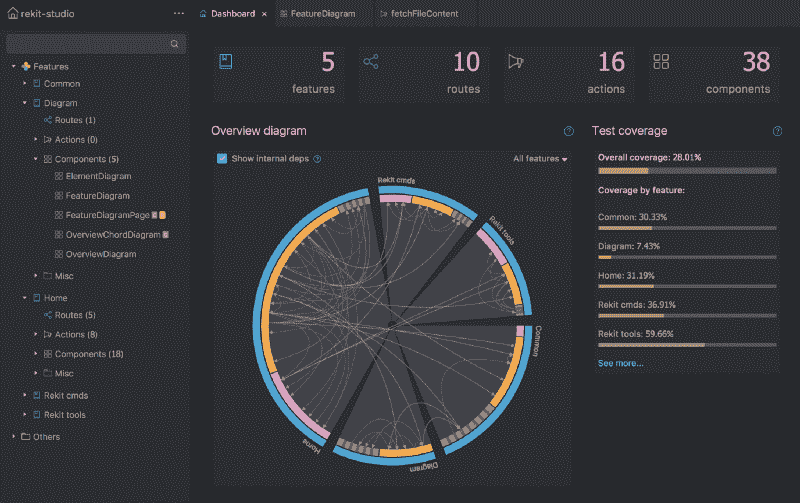 rekit-studio
Features
Common
Diagram
Routes (1)
Actions (0)
Components (5)
ElementDiagram
FeatureDiagram
FeatureDiagramPage
OverviewChordDiagram
OverviewDiagram
Misc
Home
Routes (5)
Actions (8)
Components (18)
Misc
Rekit cmds
Rekit tools
Others
Dashboard
FeatureDiagram
fetchFileContent
5
features
10
routes
16
actions
38
components
Overview diagram
Show internal deps
All features
Rekit cmds
Rekit tools
Common
Diagram
Home
Test coverage
Overall coverage: 28.01%
Coverage by feature:
Common: 30.33%
Diagram: 7.43%
Home: 31.19%
Rekit cmds: 36.91%
Rekit tools: 59.66%
See more...